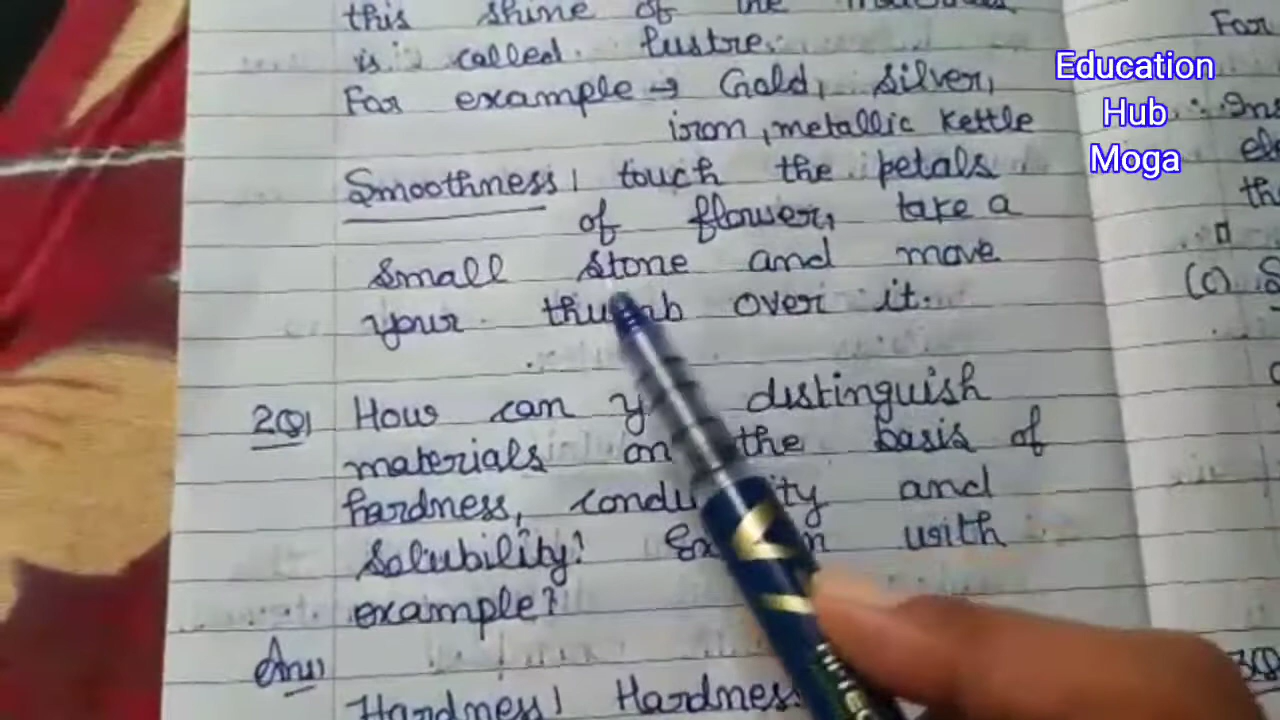 this shine of the materials
is called lustre.
For example → Gold, silver,
iron, metallic kettle
Smoothness! touch the petals
of flower, take a
small stone and move
your thumb over it.
2Q) How can y distinguish
materials on the basis of
hardness, condu ity and
solubility? Ex n with
example?
Ans)
Hardness! Hardness
For
(c)
Education
Hub
Moga